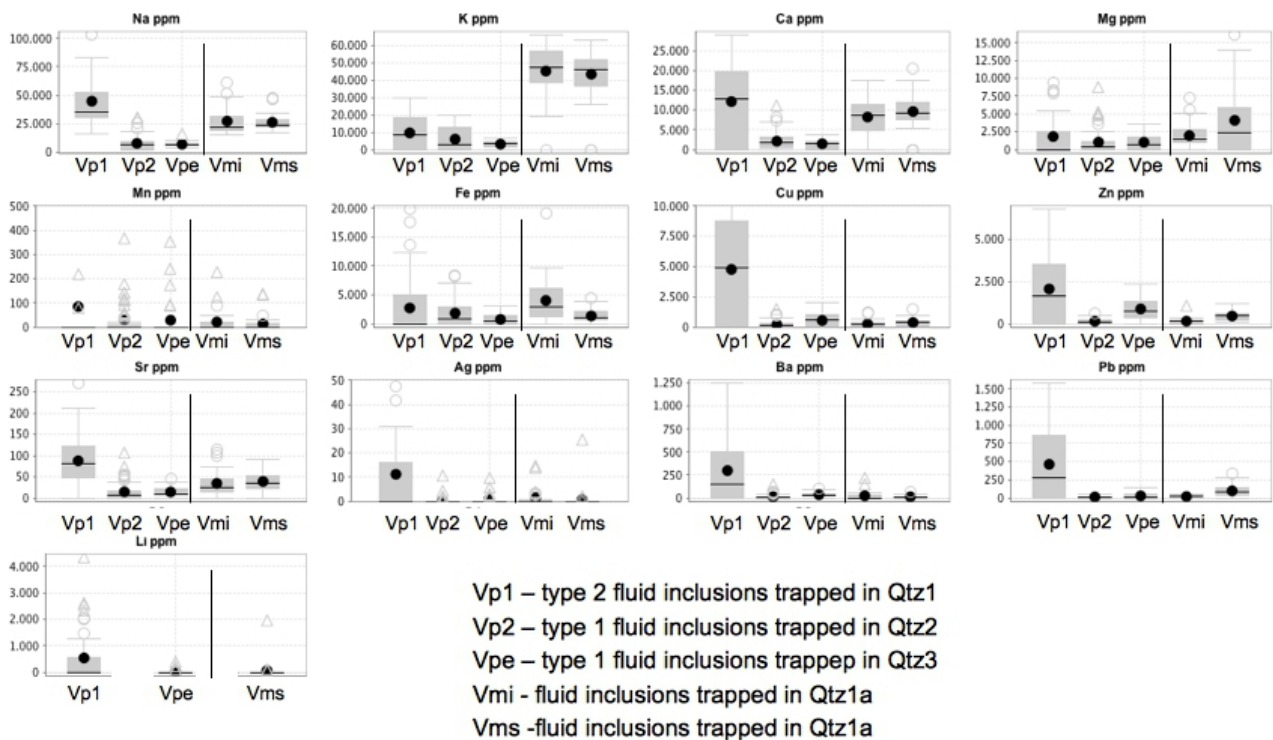 Na ppm
K ppm
Ca ppm
Mg ppm
100.000
75.000
50.000
25.000
0
60.000
50.000
40.000
30.000
20.000
10.000
0
25.000
20.000
15.000
10.000
5.000
0
15.000
12.500
10.000
7.500
5.000
2.500
0
Vp1 Vp2 Vpe Vmi Vms
Vp1 Vp2 Vpe Vmi Vms
Vp1 Vp2 Vpe Vmi Vms
Vp1 Vp2 Vpe Vmi Vms
Mn ppm
Fe ppm
Cu ppm
Zn ppm
500
400
300
200
100
0
20.000
15.000
10.000
5.000
0
10.000
7.500
5.000
2.500
0
5.000
2.500
0
Vp1 Vp2 Vpe Vmi Vms
Vp1 Vp2 Vpe Vmi Vms
Vp1 Vp2 Vpe Vmi Vms
Vp1 Vp2 Vpe Vmi Vms
Sr ppm
Ag ppm
Ba ppm
Pb ppm
250
200
150
100
50
0
50
40
30
20
10
0
1.250
1.000
750
500
250
0
1.500
1.250
1.000
750
500
250
0
Vp1 Vp2 Vpe Vmi Vms
Vp1 Vp2 Vpe Vmi Vms
Vp1 Vp2 Vpe Vmi Vms
Vp1 Vp2 Vpe Vmi Vms
Li ppm
4.000
3.000
2.000
1.000
0
Vp1 Vpe Vms
Vp1 – type 2 fluid inclusions trapped in Qtz1
Vp2 – type 1 fluid inclusions trapped in Qtz2
Vpe – type 1 fluid inclusions trappep in Qtz3
Vmi - fluid inclusions trapped in Qtz1a
Vms -fluid inclusions trapped in Qtz1a